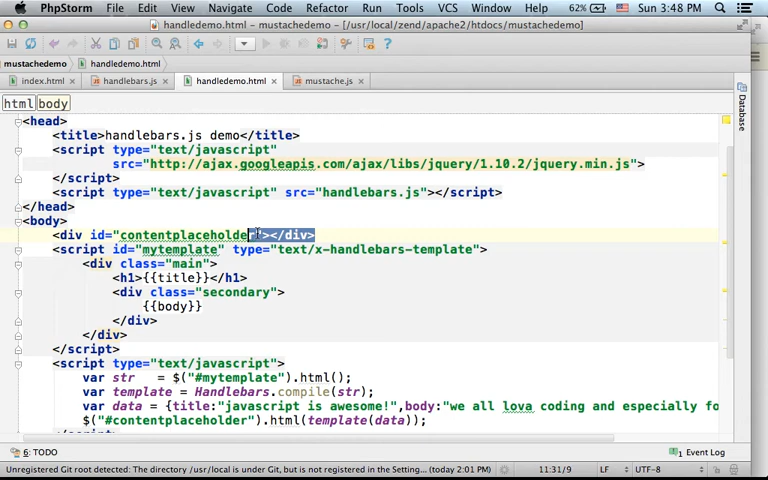 PhpStorm File Edit View Navigate Code Refactor Run Tools VCS Window Help 62% Sun 3:48 PM
handledemo.html - mustachedemo - [/usr/local/zend/apache2/htdocs/mustachedemo]
mustachedemo handledemo.html
index.html handlebars.js handledemo.html mustache.js
html body
Database
<head>
<title>handlebars.js demo</title>
<script type="text/javascript"
src="http://ajax.googleapis.com/ajax/libs/jquery/1.10.2/jquery.min.js">
</script>
<script type="text/javascript" src="handlebars.js"></script>
</head>
<body>
<div id="contentplaceholder"></div>
<script id="mytemplate" type="text/x-handlebars-template">
<div class="main">
<h1>{{title}}</h1>
<div class="secondary">
{{body}}
</div>
</div>
</script>
<script type="text/javascript">
var str = $("#mytemplate").html();
var template = Handlebars.compile(str);
var data = {title:"javascript is awesome!",body:"we all lova coding and especially fo
$("#contentplaceholder").html(template(data));
6: TODO 1 Event Log
Unregistered Git root detected: The directory /usr/local is under Git, but is not registered in the Setting... (today 2:01 PM) 11:31/9 LF UTF-8